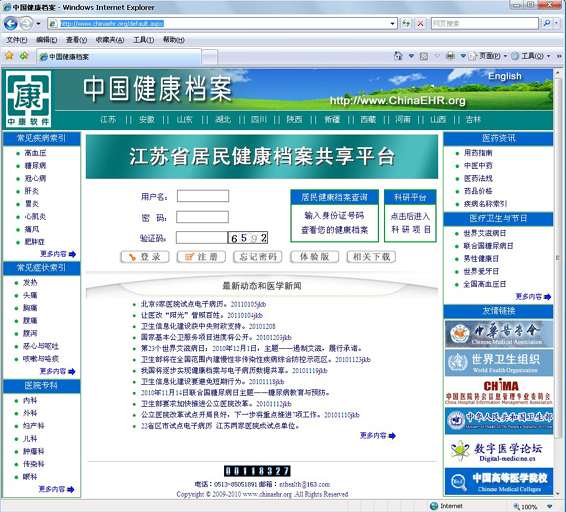 中国健康档案 - Windows Internet Explorer
http://www.chinaehr.org/default.aspx
网页搜索
文件(F) 编辑(E) 查看(V) 收藏夹(A) 工具(T) 帮助(H)
中国健康档案
页面(P) 工具(O)
康
中康软件
中国健康档案
English
http://www.ChinaEHR.org
江苏 || 安徽 || 山东 || 湖北 || 四川 || 陕西 || 新疆 || 西藏 || 河南 || 山西 || 吉林
常见疾病索引
高血压
糖尿病
冠心病
肝炎
胃炎
心肌炎
痛风
肥胖症
更多内容
常见症状索引
发热
头痛
胸痛
腹痛
腹泻
恶心与呕吐
咳嗽与咯痰
更多内容
医院专科
内科
外科
妇产科
儿科
肿瘤科
传染科
眼科
更多内容
江苏省居民健康档案共享平台
用户名:
密 码:
验证码: 6592
居民健康档案查询
输入身份证号码
查看您的健康档案
科研平台
点击后进入
科 研 项 目
登 录 注 册 忘记密码 体验版 相关下载
最新动态和医学新闻
北京9家医院试点电子病历。20110105jkb
让医改“阳光”普照百姓。20110104jkb
卫生信息化建设获中央财政支持。20101208
国家基本公卫服务项目进度将公开。20101203jkb
第23个世界艾滋病日:2010年12月1日,主题——遏制艾滋,履行承诺。
卫生部将在全国范围内建慢性非传染性疾病综合防控示范区。20101123jkb
我国将逐步实现健康档案与电子病历数据共享。20101119jkb
卫生信息化建设要避免短期行为。20101118jkb
2010年11月14日联合国糖尿病日主题——糖尿病教育与预防。
卫生部要求加快推进公立医院改革。20101112jkb
公立医院改革试点开局良好,下一步将重点推进7项工作。20101110jkb
22省区市试点电子病历 江苏两家医院成试点单位。
更多内容
00118327
电话:0513-85051891 邮箱:nthealth@163.com
Copyright © 2009-2010 www.chinaehr.org .All Rights Reserved
医药资讯
用药指南
中医中药
医药法规
药品价格
疾病名称索引
医疗卫生与节日
世界艾滋病日
联合国糖尿病日
男性健康日
世界爱牙日
全国高血压日
更多内容
友情链接
中华医学会
Chinese Medical Association
世界卫生组织
World Health Organization
CHIMA
中国医院协会信息管理专业委员会
China Hospital Information Management Association
中华人民共和国卫生部
数字医学论坛
Digital-medicine.cn
中国高等医学院校
Chinese Medical Colleges
Internet
100%